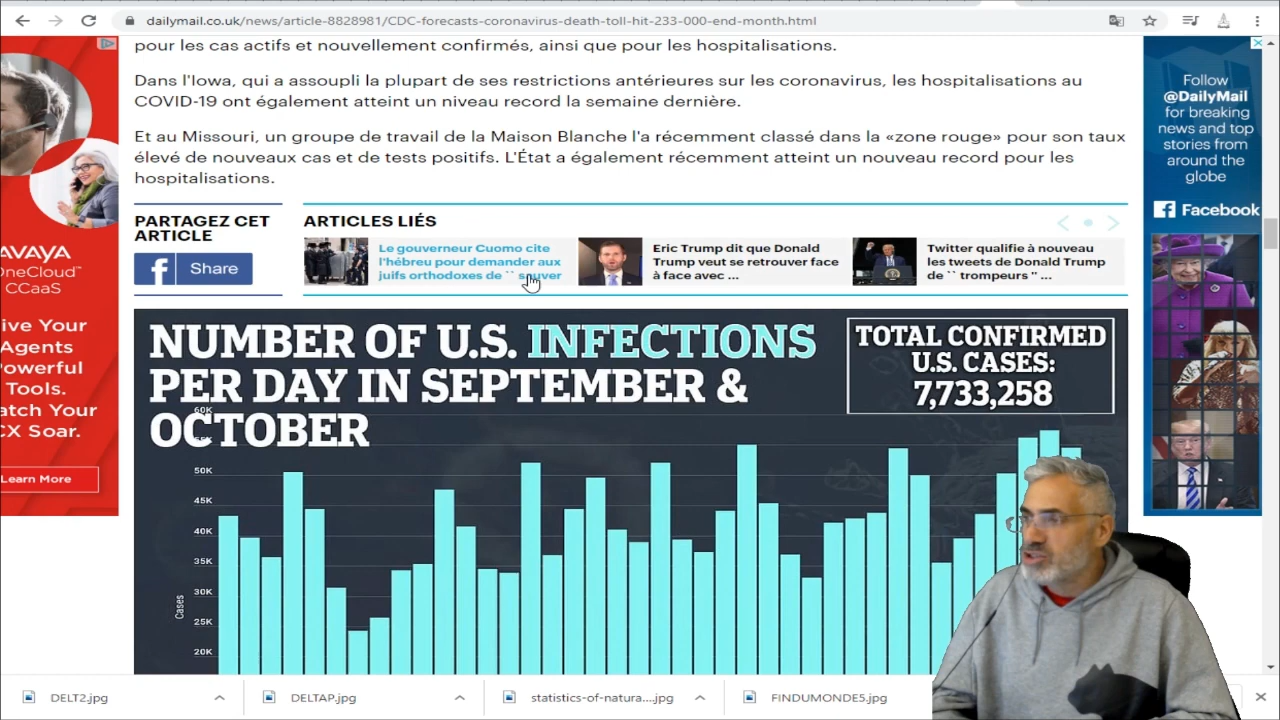 dailymail.co.uk/news/article-8828981/CDC-forecasts-coronavirus-death-toll-hit-233-000-end-month.html
pour les cas actifs et nouvellement confirmés, ainsi que pour les hospitalisations.
Dans l'Iowa, qui a assoupli la plupart de ses restrictions antérieures sur les coronavirus, les hospitalisations au
COVID-19 ont également atteint un niveau record la semaine dernière.
Et au Missouri, un groupe de travail de la Maison Blanche l'a récemment classé dans la «zone rouge» pour son taux
élevé de nouveaux cas et de tests positifs. L'État a également récemment atteint un nouveau record pour les
hospitalisations.
PARTAGEZ CET
ARTICLE
Share
ARTICLES LIÉS
Le gouverneur Cuomo cite
l'hébreu pour demander aux
juifs orthodoxes de `` sauver
Eric Trump dit que Donald
Trump veut se retrouver face
à face avec ...
Twitter qualifie à nouveau
les tweets de Donald Trump
de `` trompeurs '' ...
NUMBER OF U.S. INFECTIONS
PER DAY IN SEPTEMBER &
OCTOBER
TOTAL CONFIRMED
U.S. CASES:
7,733,258
60K
50K
45K
40K
35K
30K
25K
20K
Cases
AVAYA
OneCloud™
CCaaS
ive Your
Agents
owerful
Tools.
atch Your
CX Soar.
Learn More
Follow
@DailyMail
for breaking
news and top
stories from
around the
globe
Facebook
DELT2.jpg
DELTAP.jpg
statistics-of-natura....jpg
FINDUMONDE5.jpg